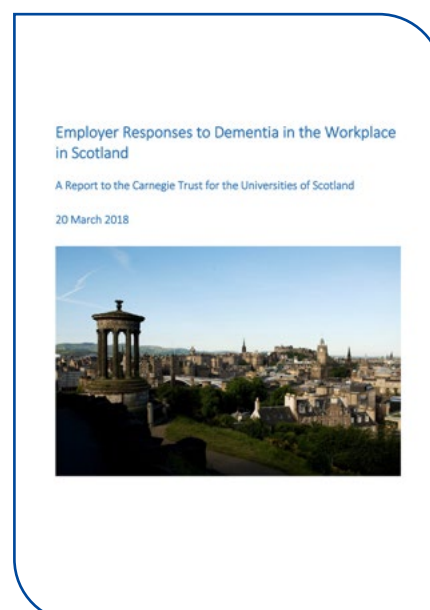 Employer Responses to Dementia in the Workplace
in Scotland
A Report to the Carnegie Trust for the Universities of Scotland
20 March 2018